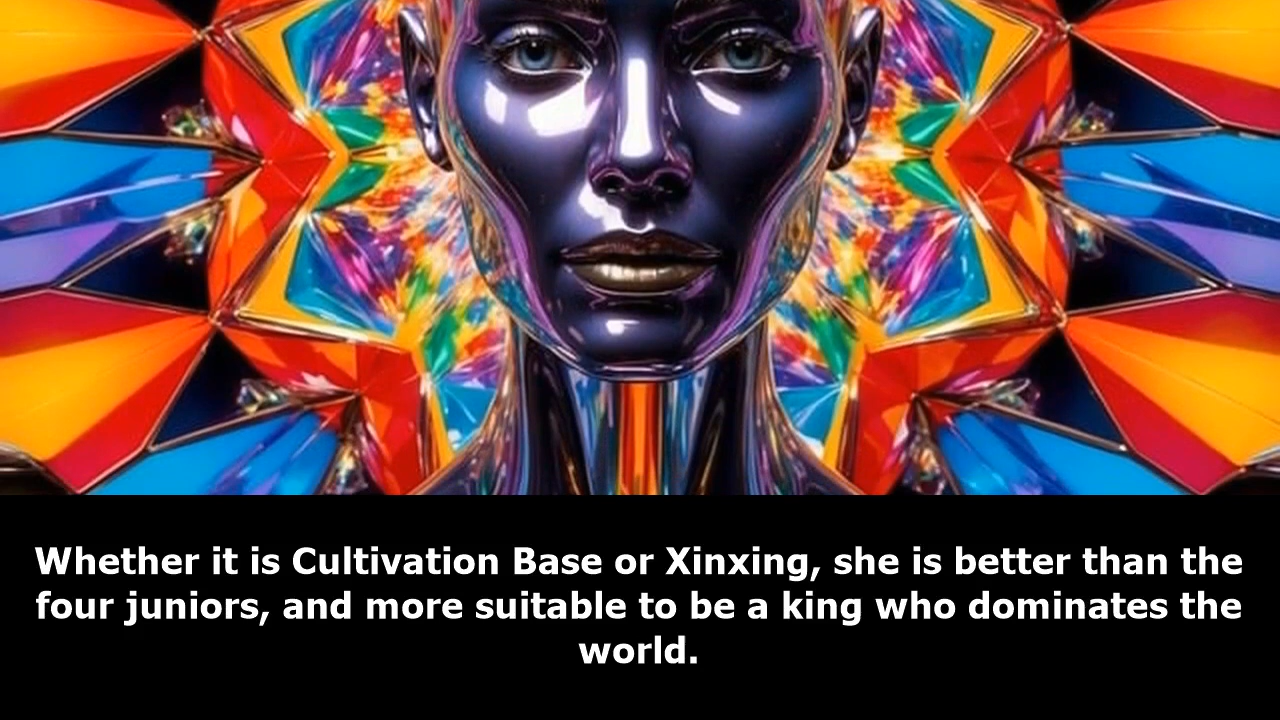 Whether it is Cultivation Base or Xinxing, she is better than the
four juniors, and more suitable to be a king who dominates the
world.